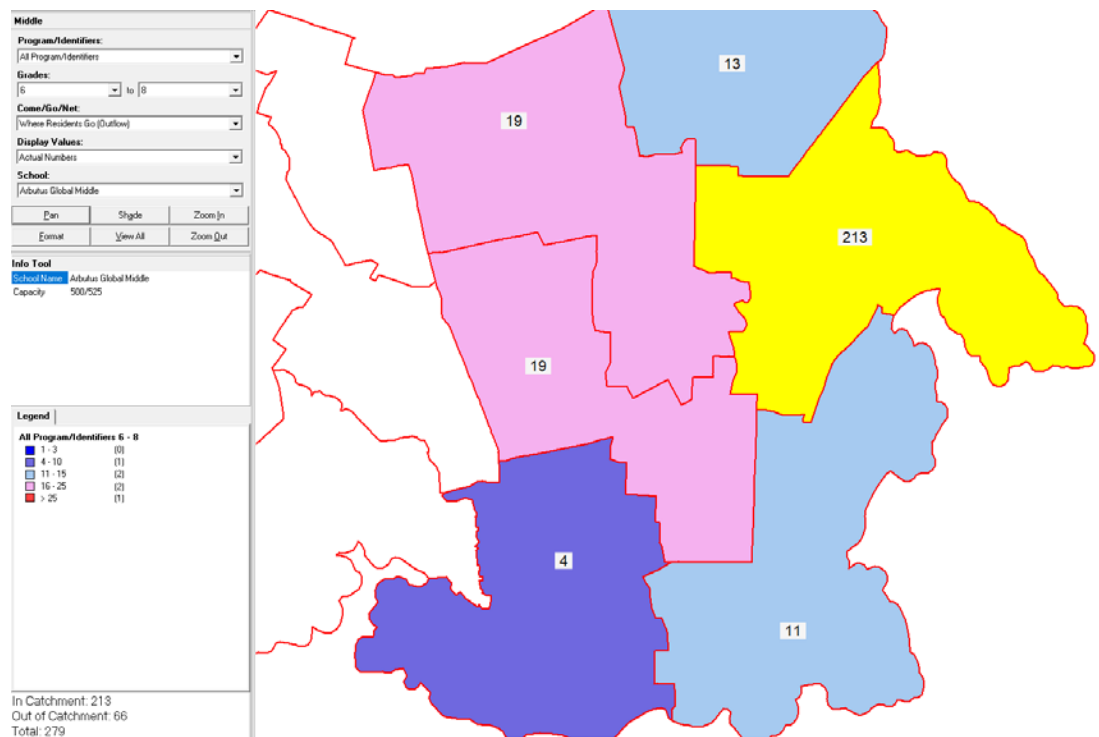 Middle
Program/Identifiers:
All Program/Identifiers
Grades:
6 to 8
Come/Go/Net:
Where Residents Go (Outflow)
Display Values:
Actual Numbers
School:
Arbutus Global Middle
Pan Shade Zoom In
Format View All Zoom Out
Info Tool
School Name Arbutus Global Middle
Capacity 500/525
Legend
All Program/Identifiers 6 - 8
1 - 3 (0)
4 - 10 (1)
11 - 15 (2)
16 - 25 (2)
> 25 (1)
In Catchment: 213
Out of Catchment: 66
Total: 279
13
19
213
19
4
11